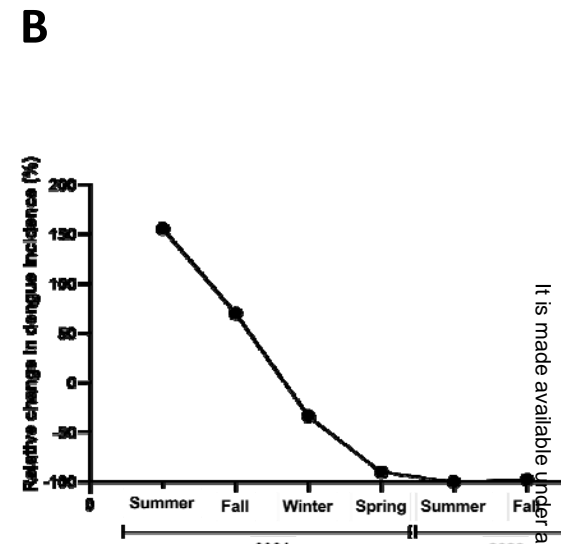 B
Relative change in dengue incidence (%)
200
150
100
50
0
-50
-100
0
Summer
Fall
Winter
Spring
Summer
Fall
It is made available under a